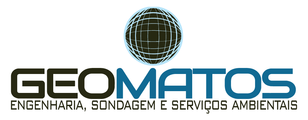 GEOMATOS
ENGENHARIA, SONDAGEM E SERVIÇOS AMBIENTAIS